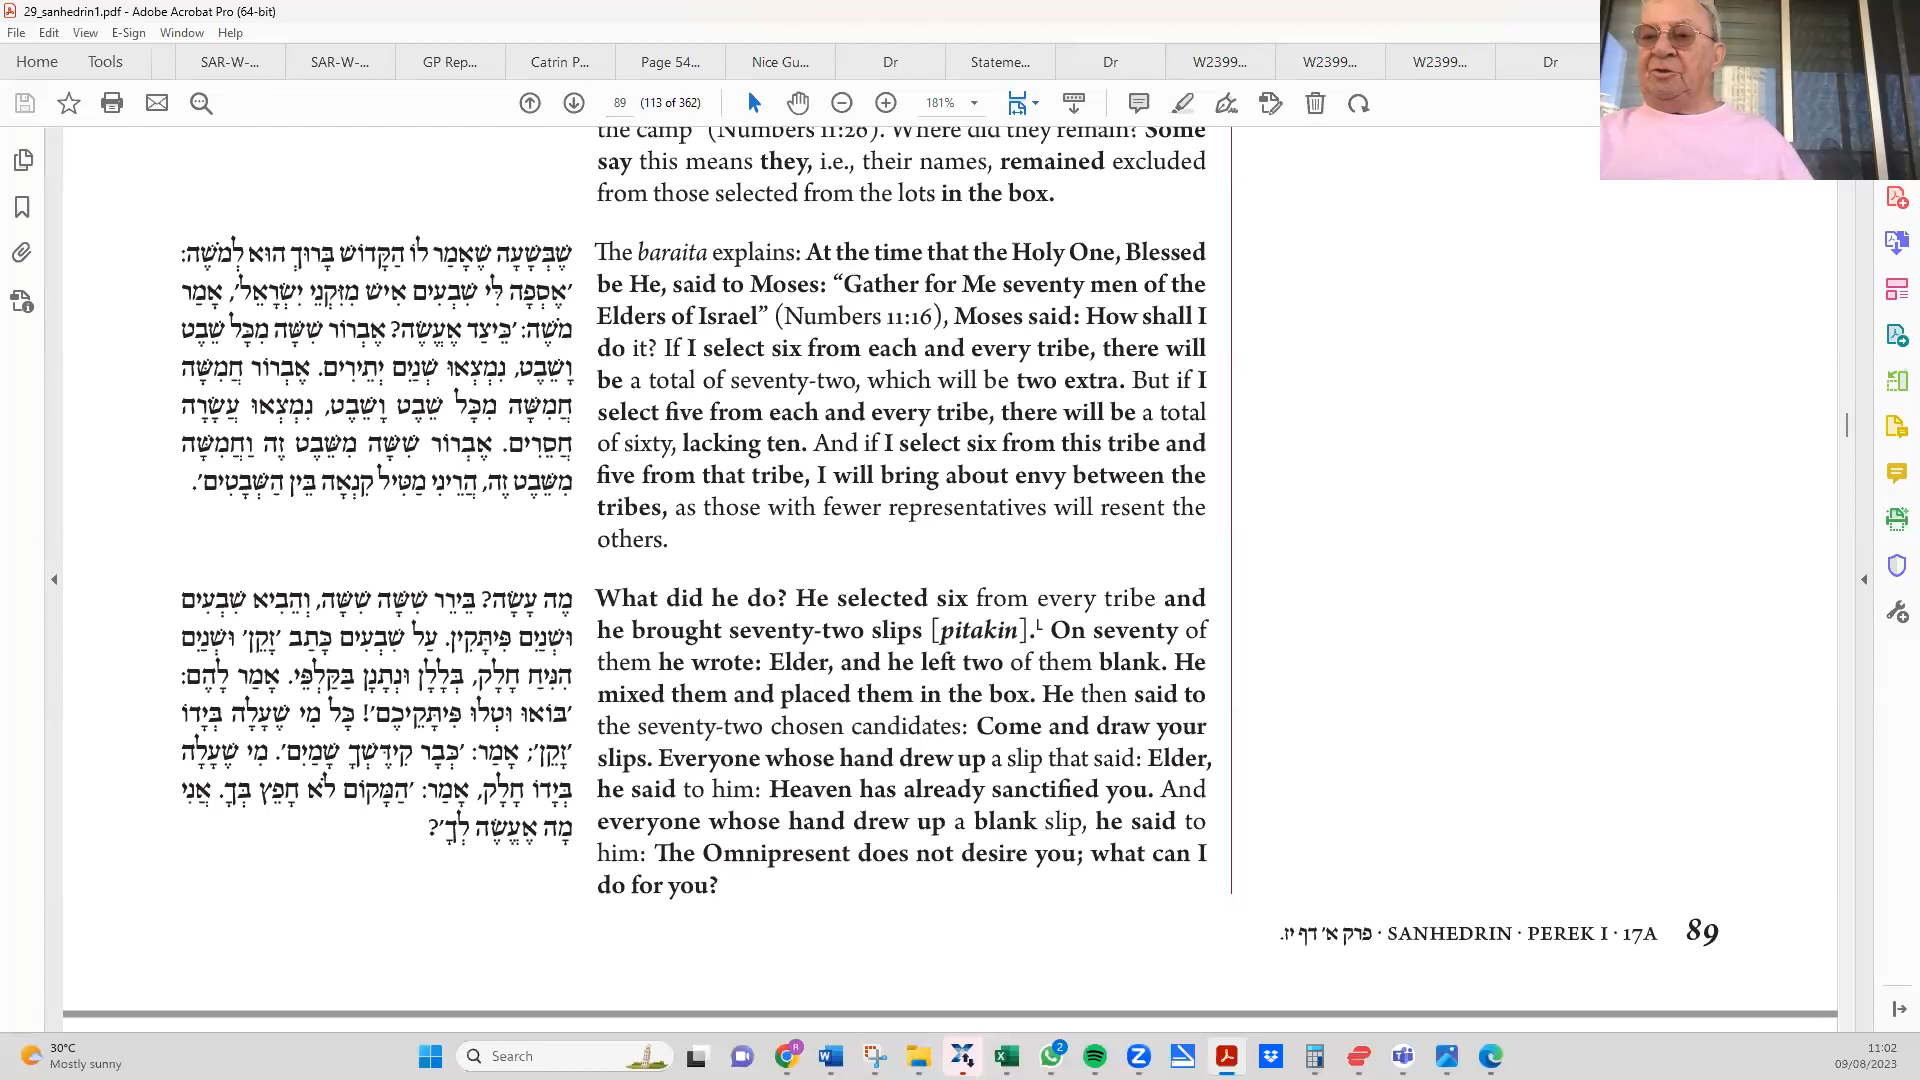 29_sanhedrin1.pdf - Adobe Acrobat Pro (64-bit)
File Edit View E-Sign Window Help
Home Tools SAR-W-... SAR-W-... GP Rep... Catrin P... Page 54... Nice Gu... Dr Stateme... Dr W2399... W2399... W2399... Dr
89 (113 of 362) 181%
the camp" (Numbers 11:26). Where did they remain? Some
say this means they, i.e., their names, remained excluded
from those selected from the lots in the box.
שֶׁבְּשָׁעָה שֶׁאָמַר לוֹ הַקָּדוֹשׁ בָּרוּךְ הוּא לְמֹשֶׁה:
'אֶסְפָה לִּי שִׁבְעִים אִישׁ מִזִּקְנֵי יִשְׂרָאֵל', אָמַר
מֹשֶׁה: 'כֵּיצַד אֶעֱשֶׂה? אֶבְרוֹר שִׁשָּׁה מִכׇּל שֵׁבֶט
וָשֵׁבֶט, נִמְצְאוּ שְׁנַיִם יְתֵירִים. אֶבְרוֹר חֲמִשָּׁה
חֲמִשָּׁה מִכׇּל שֵׁבֶט וָשֵׁבֶט, נִמְצְאוּ עֲשָׂרָה
חֲסֵרִים. אֶבְרוֹר שִׁשָּׁה מִשֵּׁבֶט זֶה וַחֲמִשָּׁה
מִשֵּׁבֶט זֶה, הֲרֵינִי מַטִּיל קִנְאָה בֵּין הַשְּׁבָטִים'.
The baraita explains: At the time that the Holy One, Blessed
be He, said to Moses: “Gather for Me seventy men of the
Elders of Israel” (Numbers 11:16), Moses said: How shall I
do it? If I select six from each and every tribe, there will
be a total of seventy-two, which will be two extra. But if I
select five from each and every tribe, there will be a total
of sixty, lacking ten. And if I select six from this tribe and
five from that tribe, I will bring about envy between the
tribes, as those with fewer representatives will resent the
others.
מֶה עָשָׂה? בֵּירֵר שִׁשָּׁה שִׁשָּׁה, וְהֵבִיא שִׁבְעִים
וּשְׁנַיִם פִּיתָּקִין. עַל שִׁבְעִים כָּתַב 'זָקֵן' וּשְׁנַיִם
הִנִּיחַ חָלָק, בְּלָלָן וּנְתָנָן בַּקַּלְפֵּי. אָמַר לָהֶם:
'בּוֹאוּ וּטְלוּ פִּיתְּקֵיכֶם'! כׇּל מִי שֶׁעָלָה בְּיָדוֹ
'זָקֵן'; אָמַר: 'כְּבָר קִידֶּשְׁךָ שָׁמַיִם'. מִי שֶׁעָלָה
בְּיָדוֹ חָלָק, אָמַר: 'הַמָּקוֹם לֹא חָפֵץ בְּךָ. אֲנִי
מָה אֶעֱשֶׂה לְךָ'?
What did he do? He selected six from every tribe and
he brought seventy-two slips [pitakin].L On seventy of
them he wrote: Elder, and he left two of them blank. He
mixed them and placed them in the box. He then said to
the seventy-two chosen candidates: Come and draw your
slips. Everyone whose hand drew up a slip that said: Elder,
he said to him: Heaven has already sanctified you. And
everyone whose hand drew up a blank slip, he said to
him: The Omnipresent does not desire you; what can I
do for you?
פרק א' דף יז. · SANHEDRIN · PEREK I · 17A 89
30°C
Mostly sunny
Search
2
11:02
09/08/2023